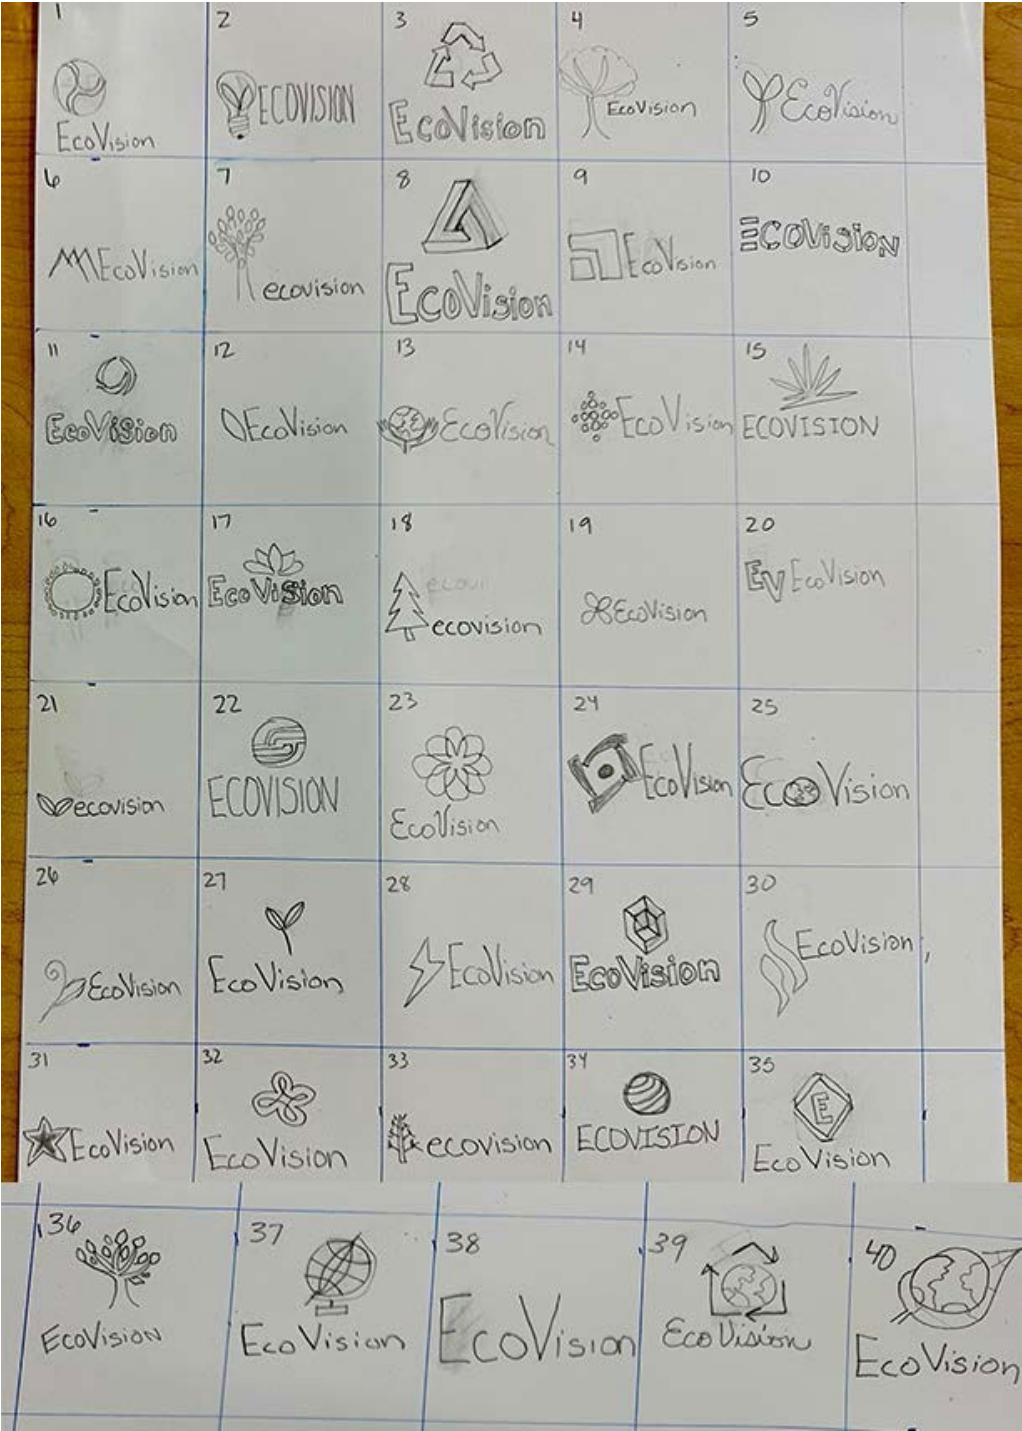 1
EcoVision
2
ECOVISION
3
EcoVision
4
EcoVision
5
EcoVision
6
EcoVision
7
ecovision
8
EcoVision
9
EcoVision
10
ECOVISION
11
EcoVision
12
EcoVision
13
EcoVision
14
EcoVision
15
ECOVISION
16
EcoVision
17
EcoVision
18
ecovision
19
EcoVision
20
EV EcoVision
21
ecovision
22
ECOVISION
23
EcoVision
24
EcoVision
25
EcoVision
26
EcoVision
27
EcoVision
28
EcoVision
29
EcoVision
30
EcoVision
31
EcoVision
32
EcoVision
33
ecovision
34
ECOVISION
35
E
EcoVision
36
EcoVision
37
EcoVision
38
EcoVision
39
EcoVision
40
EcoVision